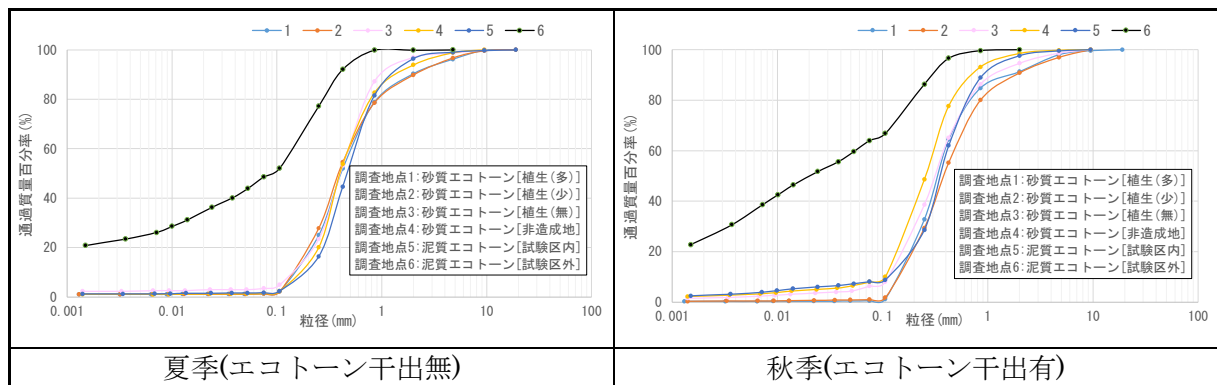 1 2 3 4 5 6
100
80
60
40
20
0
通過質量百分率(%)
0.001 0.01 0.1 1 10 100
粒径(mm)
調査地点1:砂質エコトーン[植生(多)]
調査地点2:砂質エコトーン[植生(少)]
調査地点3:砂質エコトーン[植生(無)]
調査地点4:砂質エコトーン[非造成地]
調査地点5:泥質エコトーン[試験区内]
調査地点6:泥質エコトーン[試験区外]
夏季(エコトーン干出無)
1 2 3 4 5 6
100
80
60
40
20
0
通過質量百分率(%)
0.001 0.01 0.1 1 10 100
粒径(mm)
調査地点1:砂質エコトーン[植生(多)]
調査地点2:砂質エコトーン[植生(少)]
調査地点3:砂質エコトーン[植生(無)]
調査地点4:砂質エコトーン[非造成地]
調査地点5:泥質エコトーン[試験区内]
調査地点6:泥質エコトーン[試験区外]
秋季(エコトーン干出有)